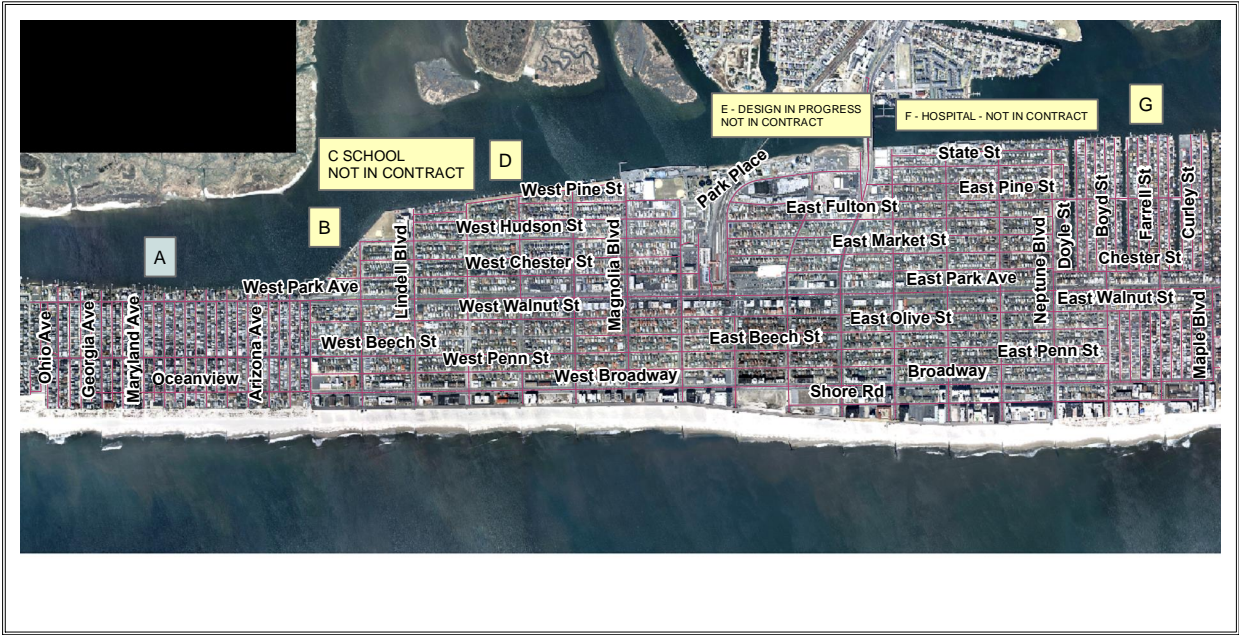 E - DESIGN IN PROGRESS
NOT IN CONTRACT
F - HOSPITAL - NOT IN CONTRACT
G
C SCHOOL
NOT IN CONTRACT
D
B
A
State St
Park Place
West Pine St
East Pine St
East Fulton St
West Hudson St
East Market St
West Chester St
Chester St
Lindell Blvd
Magnolia Blvd
Neptune Blvd
Doyle St
Boyd St
Farrell St
Curley St
West Park Ave
East Park Ave
West Walnut St
East Walnut St
East Olive St
West Beech St
East Beech St
West Penn St
East Penn St
Ohio Ave
Georgia Ave
Maryland Ave
Oceanview
Arizona Ave
West Broadway
Broadway
Maple Blvd
Shore Rd